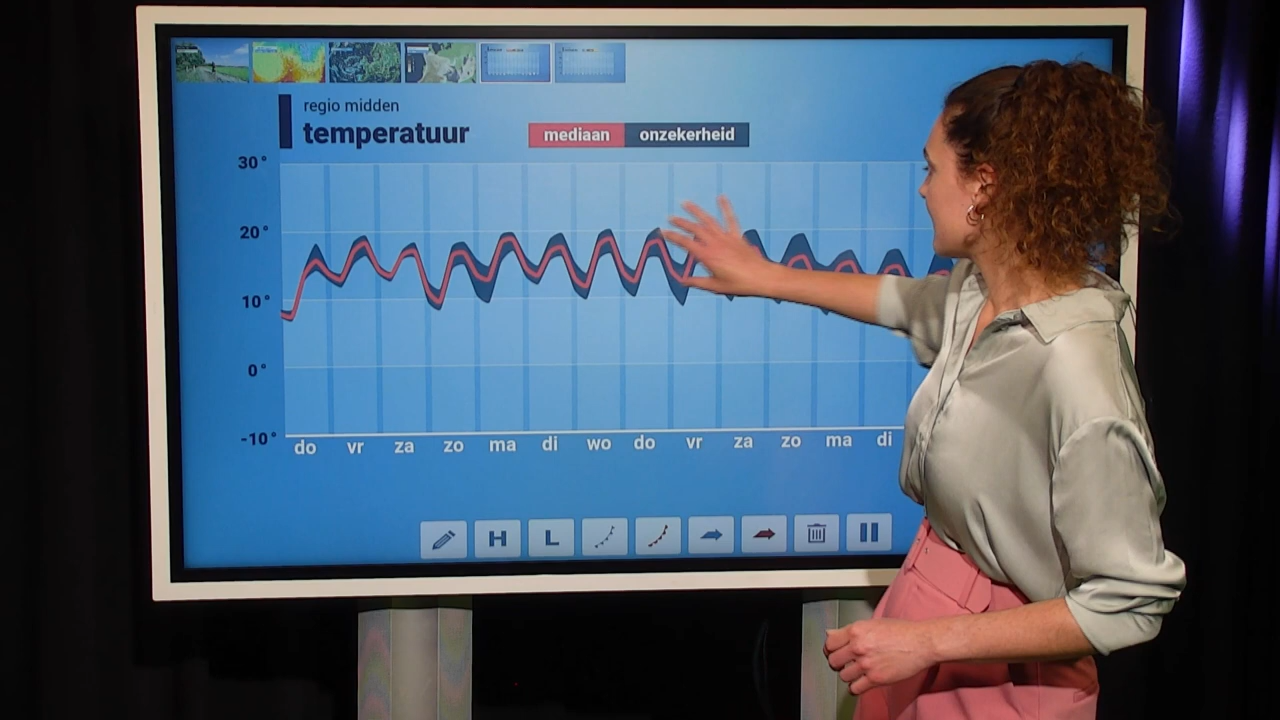 regio midden
temperatuur
mediaan onzekerheid
30°
20°
10°
0°
-10°
do vr za zo ma di wo do vr za zo ma di
H L